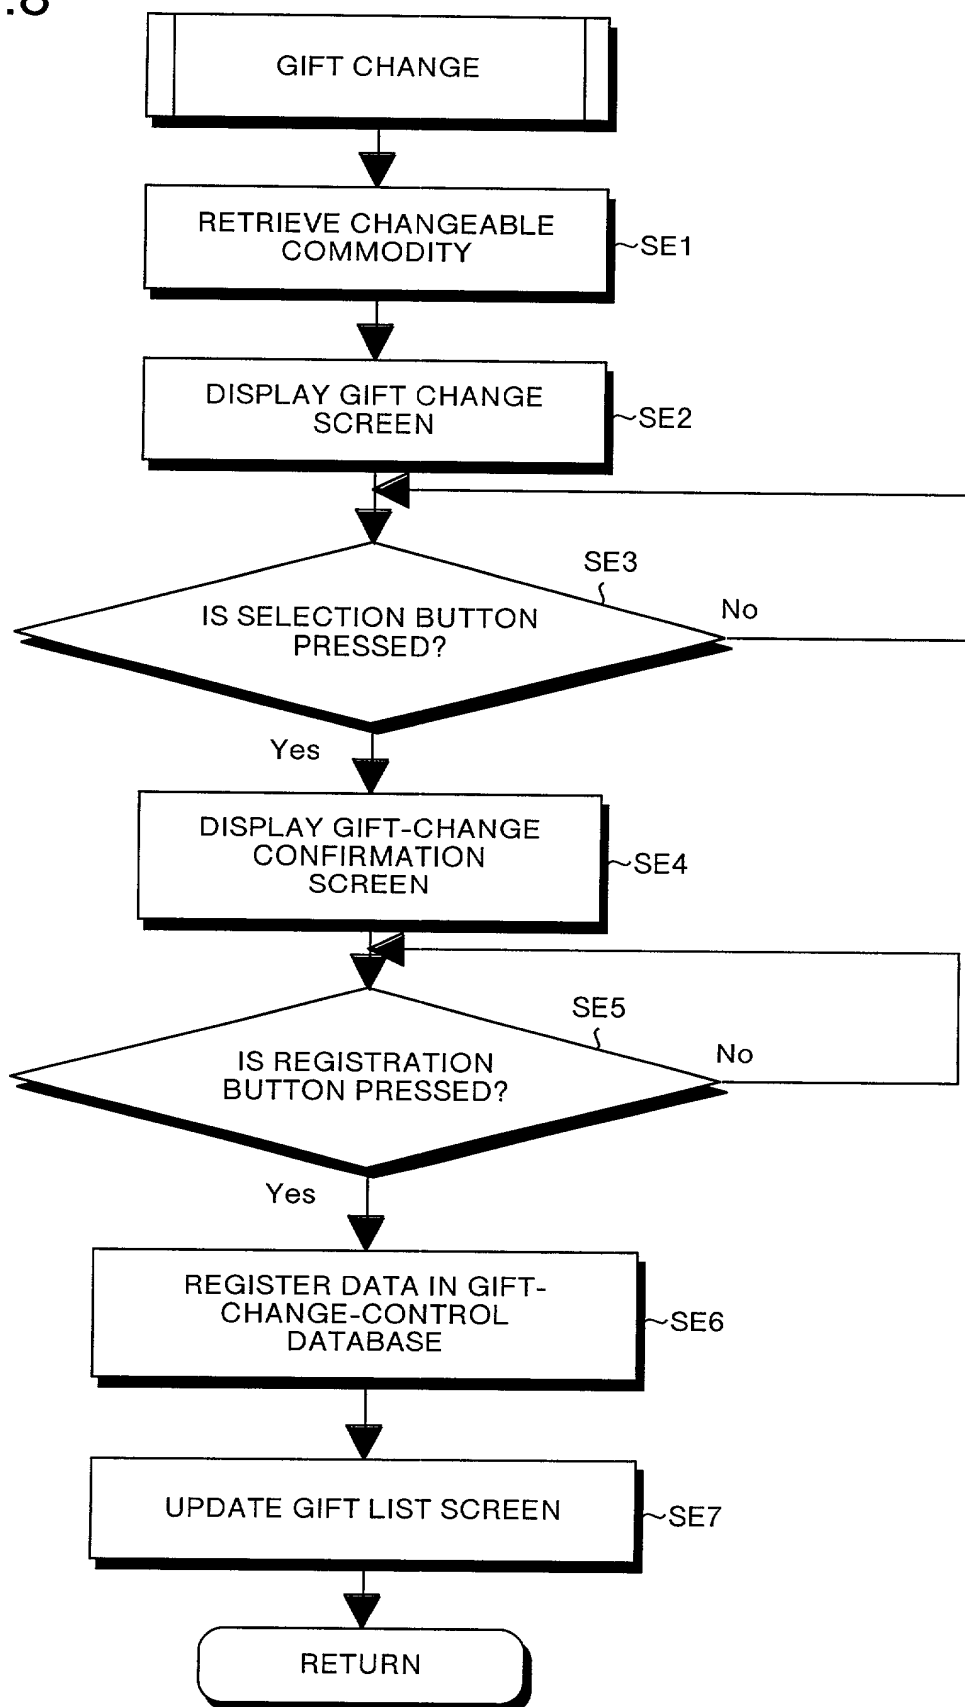 .8
GIFT CHANGE
RETRIEVE CHANGEABLE
COMMODITY
SE1
DISPLAY GIFT CHANGE
SCREEN
SE2
SE3
IS SELECTION BUTTON
PRESSED?
No
Yes
DISPLAY GIFT-CHANGE
CONFIRMATION
SCREEN
SE4
SE5
IS REGISTRATION
BUTTON PRESSED?
No
Yes
REGISTER DATA IN GIFT-
CHANGE-CONTROL
DATABASE
SE6
UPDATE GIFT LIST SCREEN
SE7
RETURN